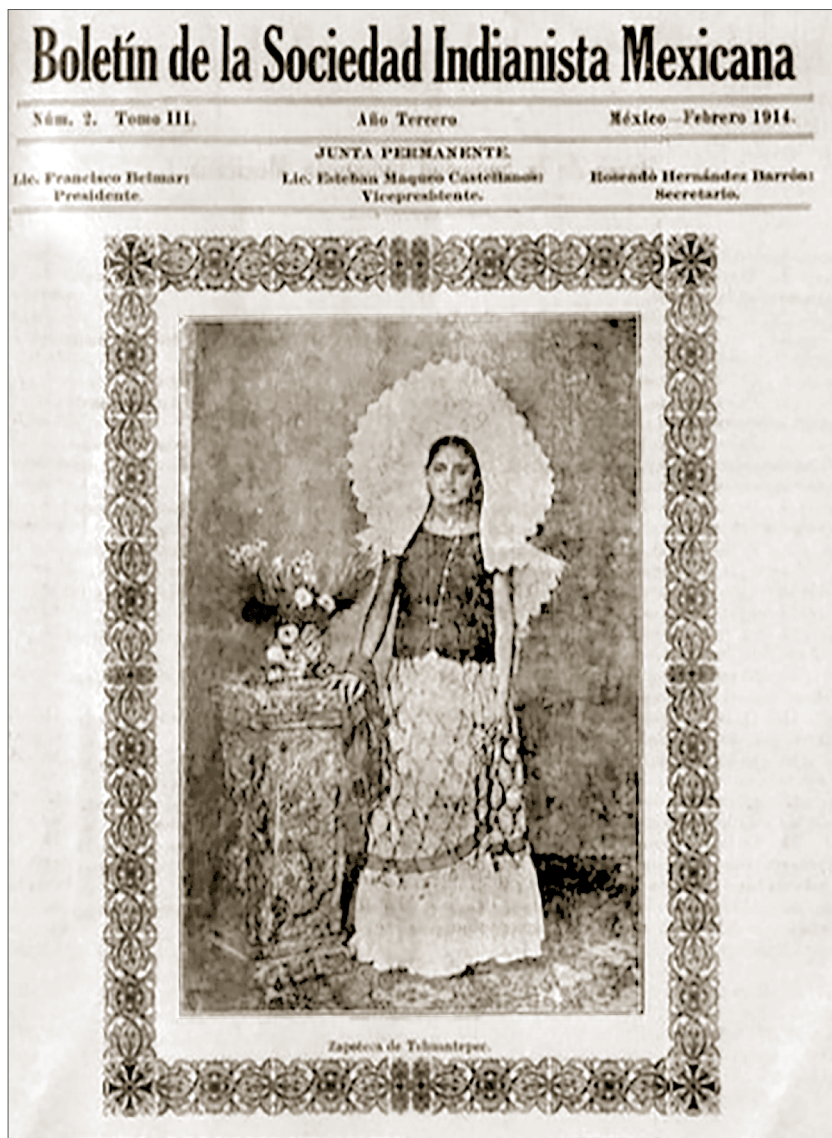 Boletín de la Sociedad Indianista Mexicana
Núm. 2. Tomo III. Año Tercero México—Febrero 1914.
JUNTA PERMANENTE.
Lic. Francisco Belmar: Lic. Esteban Maqueo Castellanos: Rosendo Hernández Barrón:
Presidente. Vicepresidente. Secretario.
Zapoteca de Tehuantepec.